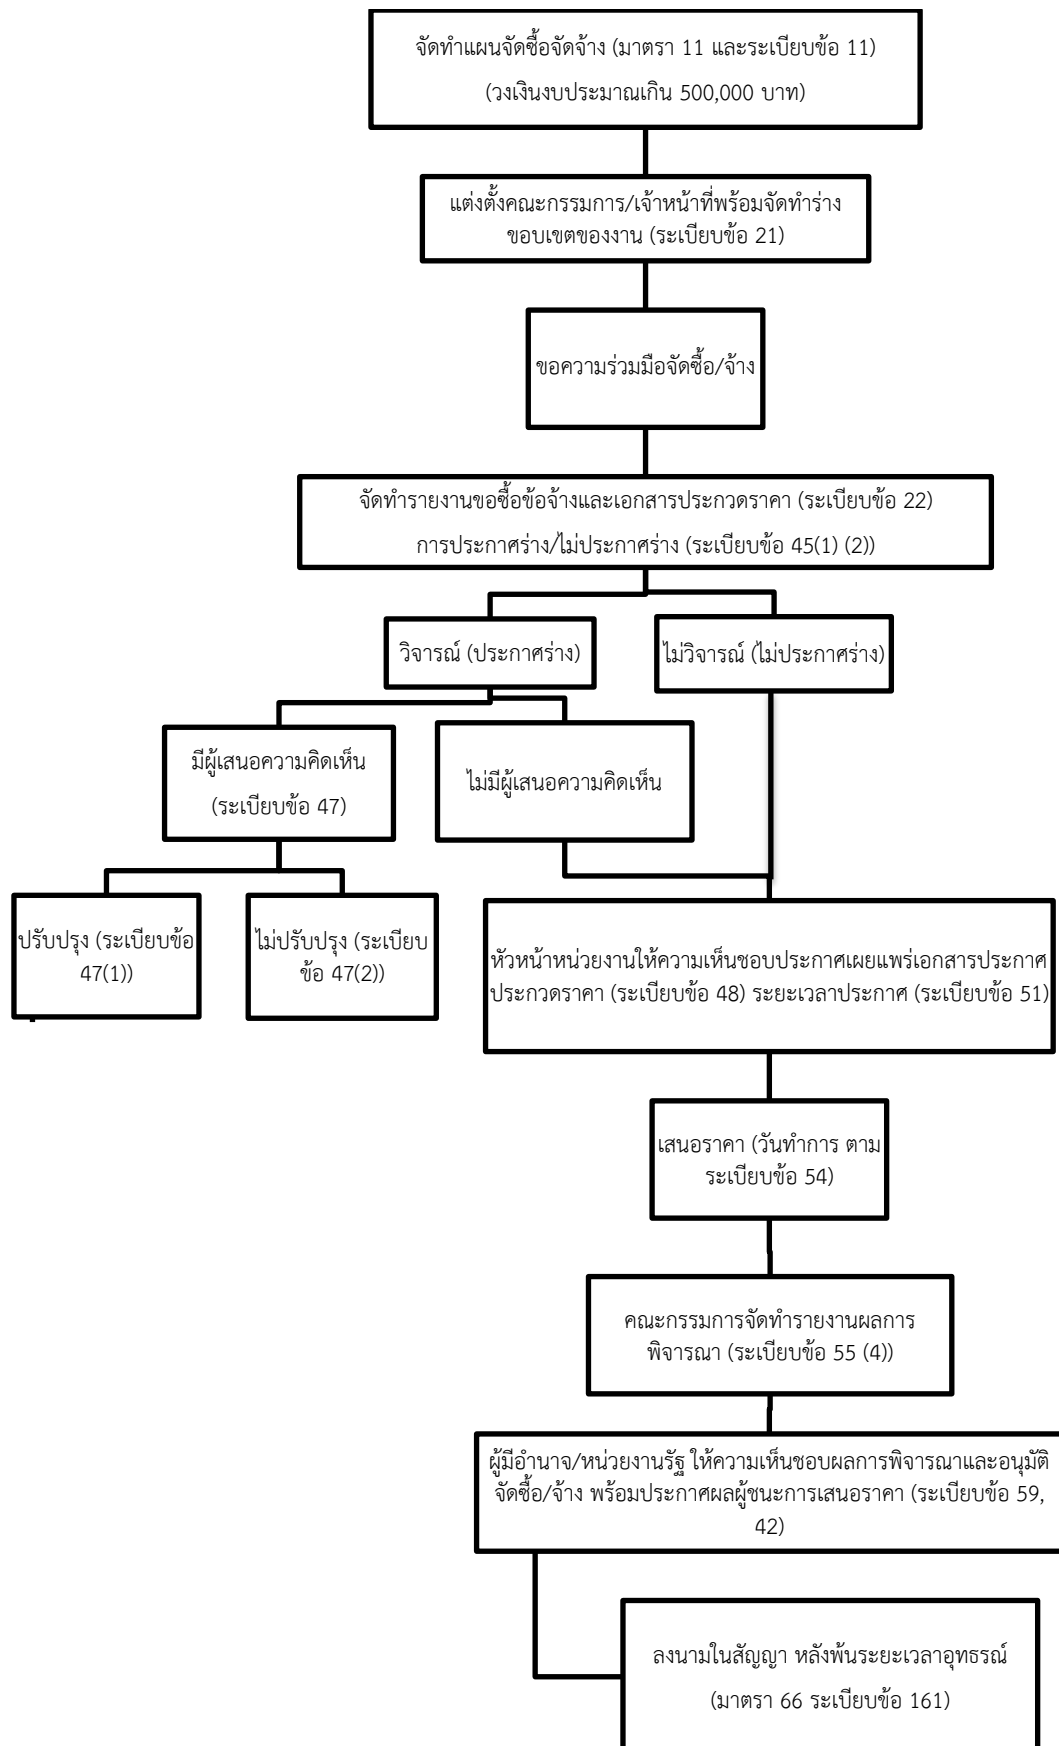 จัดทำแผนจัดซื้อจัดจ้าง (มาตรา 11 และระเบียบข้อ 11)
(วงเงินงบประมาณเกิน 500,000 บาท)
แต่งตั้งคณะกรรมการ/เจ้าหน้าที่พร้อมจัดทำร่าง
ขอบเขตของงาน (ระเบียบข้อ 21)
ขอความร่วมมือจัดซื้อ/จ้าง
จัดทำรายงานขอซื้อข้อจ้างและเอกสารประกวดราคา (ระเบียบข้อ 22)
การประกาศร่าง/ไม่ประกาศร่าง (ระเบียบข้อ 45(1) (2))
วิจารณ์ (ประกาศร่าง)
ไม่วิจารณ์ (ไม่ประกาศร่าง)
มีผู้เสนอความคิดเห็น
(ระเบียบข้อ 47)
ไม่มีผู้เสนอความคิดเห็น
ปรับปรุง (ระเบียบข้อ
47(1))
ไม่ปรับปรุง (ระเบียบ
ข้อ 47(2))
หัวหน้าหน่วยงานให้ความเห็นชอบประกาศเผยแพร่เอกสารประกาศ
ประกวดราคา (ระเบียบข้อ 48) ระยะเวลาประกาศ (ระเบียบข้อ 51)
เสนอราคา (วันทำการ ตาม
ระเบียบข้อ 54)
คณะกรรมการจัดทำรายงานผลการ
พิจารณา (ระเบียบข้อ 55 (4))
ผู้มีอำนาจ/หน่วยงานรัฐ ให้ความเห็นชอบผลการพิจารณาและอนุมัติ
จัดซื้อ/จ้าง พร้อมประกาศผลผู้ชนะการเสนอราคา (ระเบียบข้อ 59,
42)
ลงนามในสัญญา หลังพ้นระยะเวลาอุทธรณ์
(มาตรา 66 ระเบียบข้อ 161)